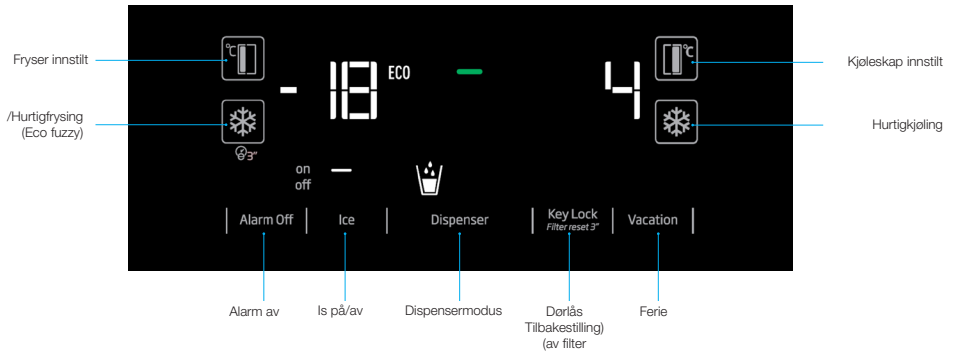 Fryser innstilt
/Hurtigfrysing
(Eco fuzzy)
°C
- 18
ECO
4
°C
3"
on
off
Alarm Off
Ice
Dispenser
Key Lock
Filter reset 3"
Vacation
Kjøleskap innstilt
Hurtigkjøling
Alarm av
Is på/av
Dispensermodus
Dørlås
Tilbakestilling)
(av filter
Ferie